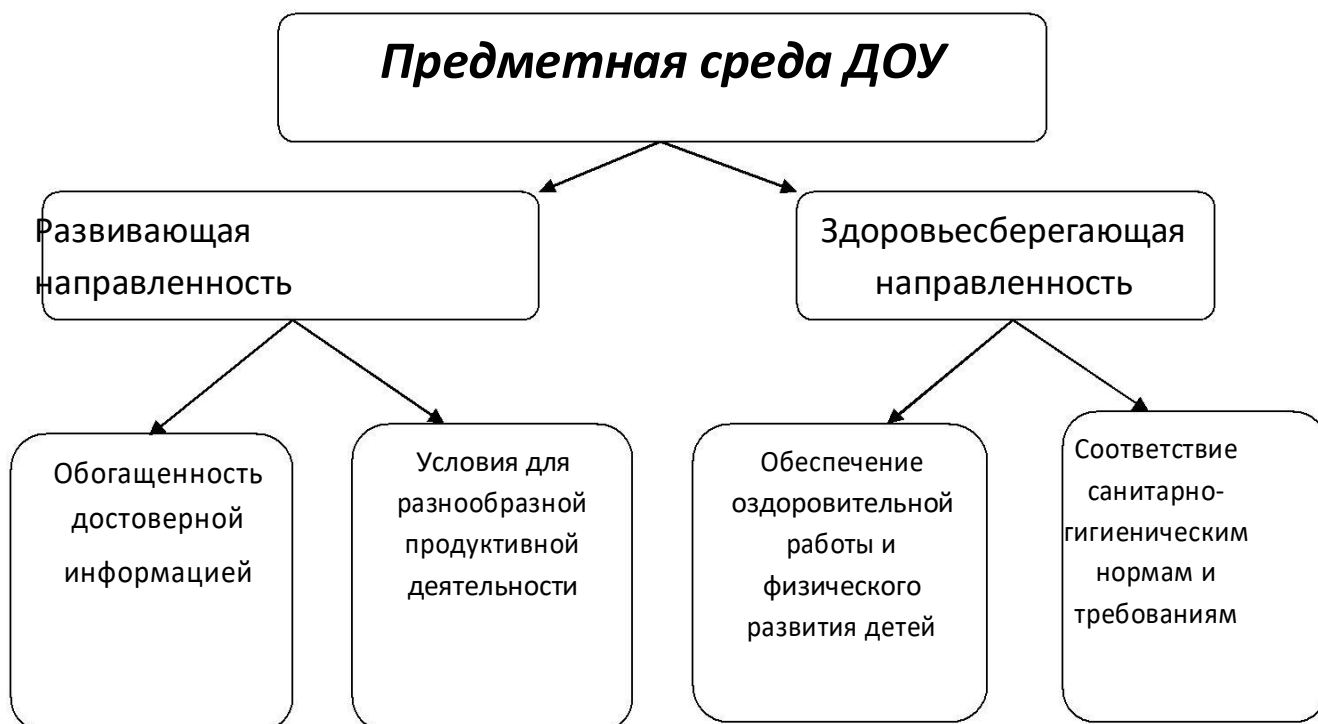 Предметная среда ДОУ
Развивающая
направленность
Здоровьесберегающая
направленность
Обогащенность
достоверной
информацией
Условия для
разнообразной
продуктивной
деятельности
Обеспечение
оздоровительной
работы и
физического
развития детей
Соответствие
санитарно-
гигиеническим
нормам и
требованиям